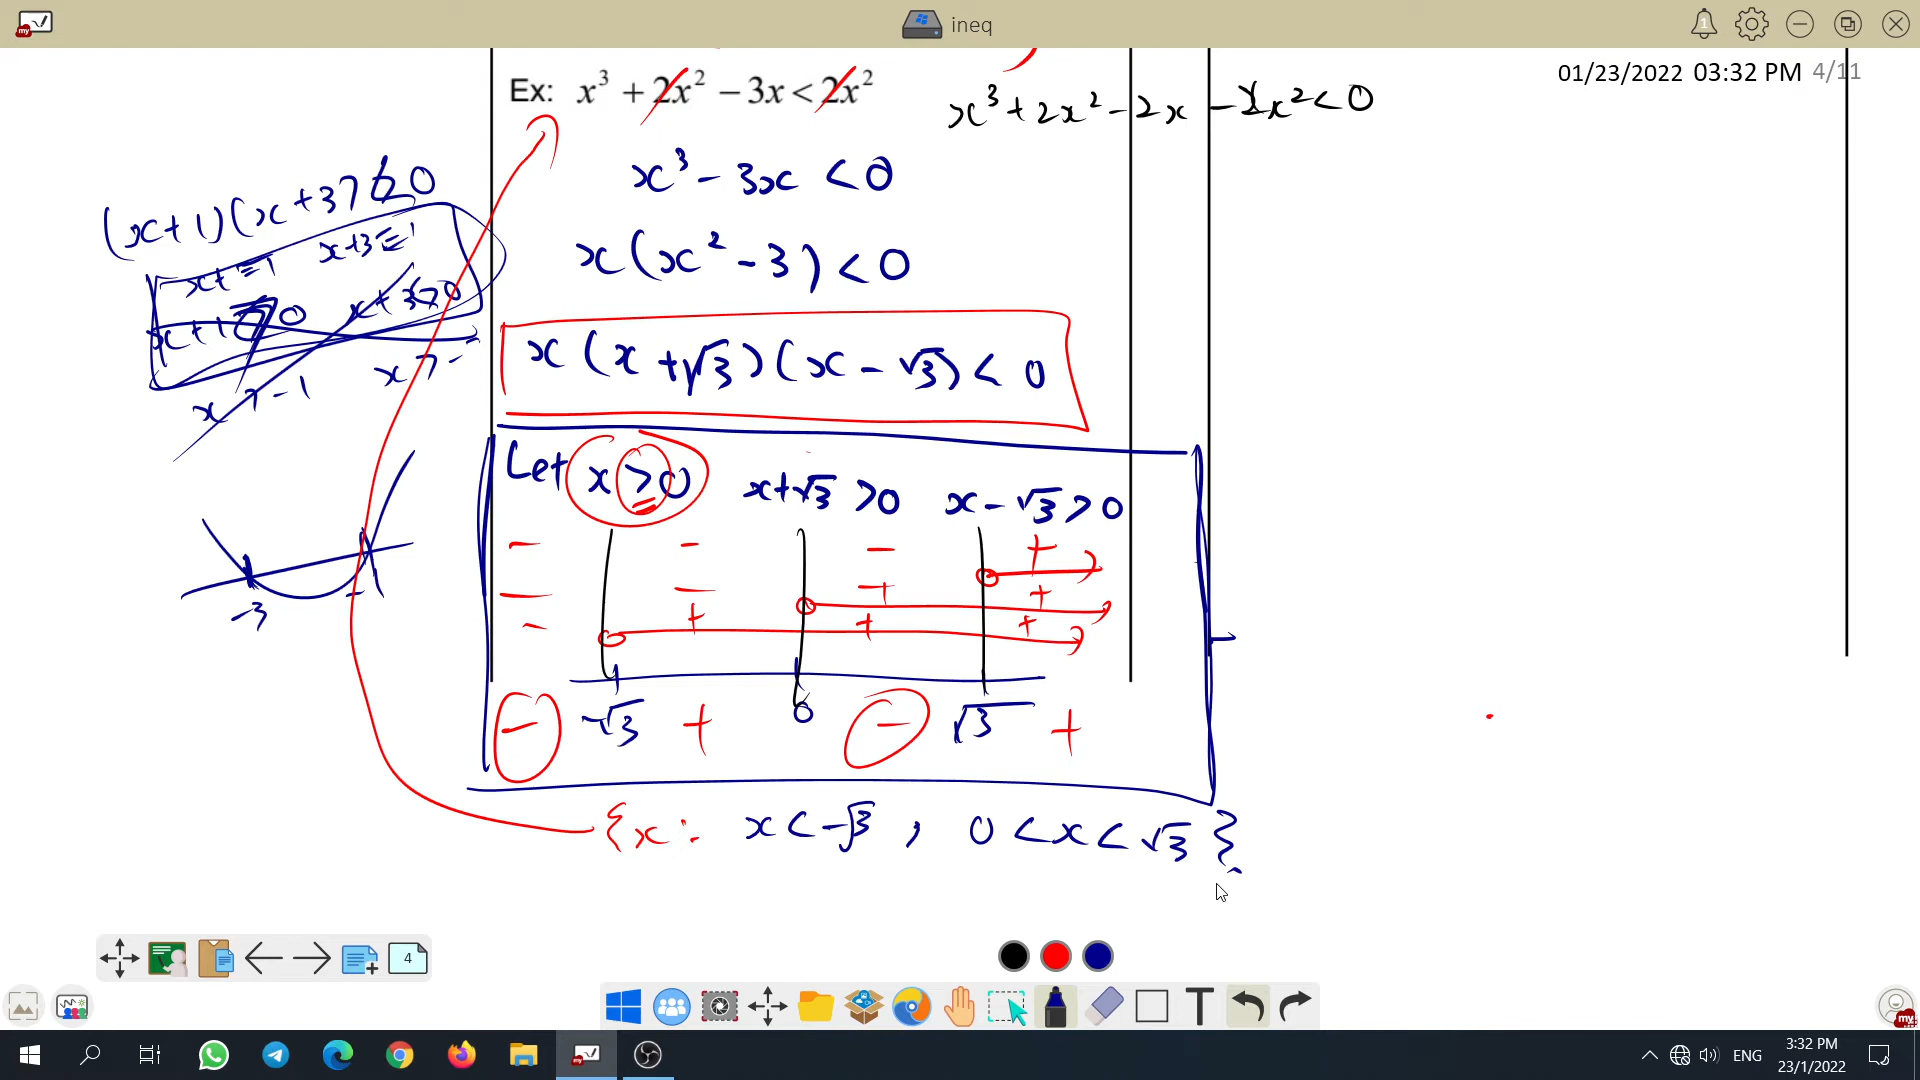 ineq
01/23/2022 03:32 PM 4/11
Ex: x³ + 2x² − 3x < 2x²
x³ + 2x² − 2x − 2x² < 0
x³ − 3x < 0
(x+1)(x+3) > 0
x(x² − 3) < 0
x+1 > 0 x+3 > 0
x > −1 x > −
x(x+√3)(x−√3) < 0
Let x > 0 x+√3 > 0 x−√3 > 0
− − − +
− − + +
− + + +
−3 −
− −√3 + 0 − √3 +
{x: x < −√3 , 0 < x < √3}
4
ENG
3:32 PM
23/1/2022